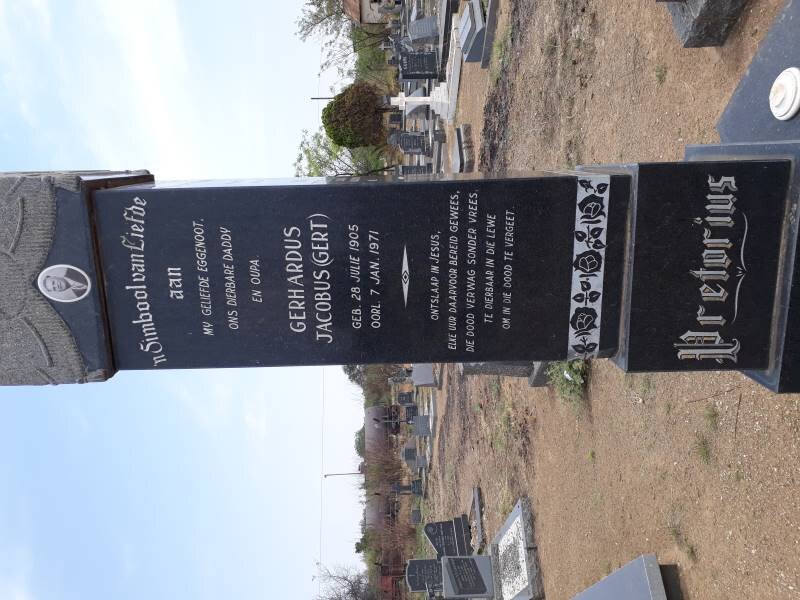 'n Simbool van Liefde
aan
MY GELIEFDE EGGENOOT.
ONS DIERBARE DADDY
EN OUPA
GERHARDUS
JACOBUS (GERT)
GEB. 28 JULIE 1905
OORL. 7 JAN. 1971
ONTSLAAP IN JESUS,
ELKE UUR DAARVOOR BEREID GEWEES,
DIE DOOD VERWAG SONDER VREES,
TE DIERBAAR IN DIE LEWE
OM IN DIE DOOD TE VERGEET.
Pretorius